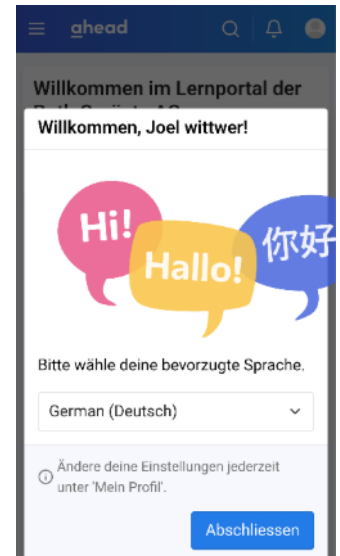 ahead
Willkommen im Lernportal der
Willkommen, Joel wittwer!
Hi!
Hallo!
你好
Bitte wähle deine bevorzugte Sprache.
German (Deutsch)
Ändere deine Einstellungen jederzeit
unter 'Mein Profil'.
Abschliessen